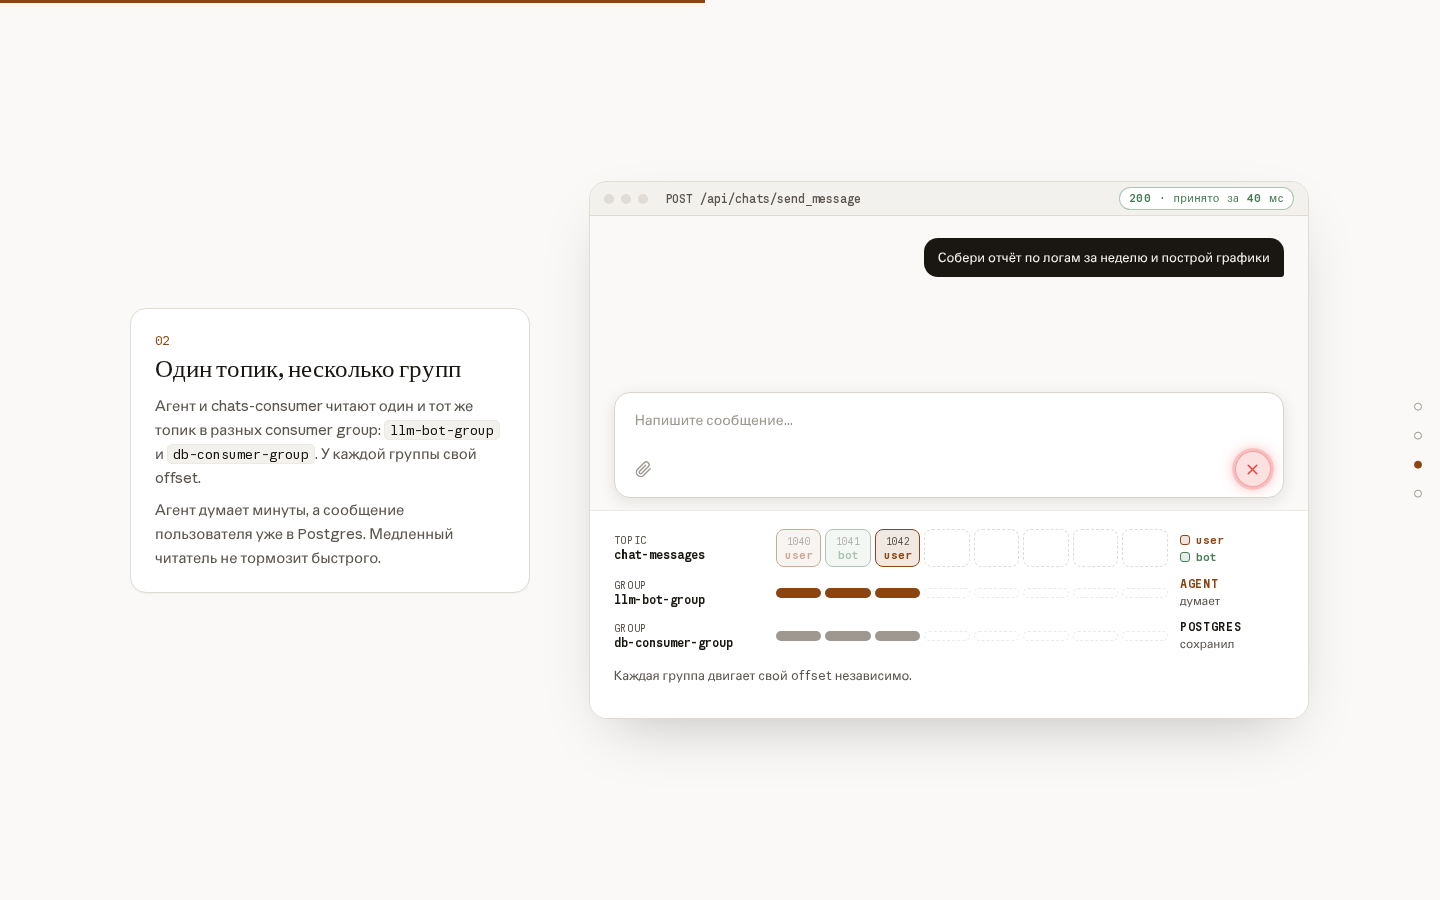 02
Один топик, несколько групп
Агент и chats-consumer читают один и тот же
топик в разных consumer group: llm-bot-group
и db-consumer-group. У каждой группы свой
offset.
Агент думает минуты, а сообщение
пользователя уже в Postgres. Медленный
читатель не тормозит быстрого.
POST /api/chats/send_message
200 · принято за 40 мс
Собери отчёт по логам за неделю и построй графики
Напишите сообщение...
TOPIC
chat-messages
1040
user
1041
bot
1042
user
user
bot
GROUP
llm-bot-group
AGENT
думает
GROUP
db-consumer-group
POSTGRES
сохранил
Каждая группа двигает свой offset независимо.